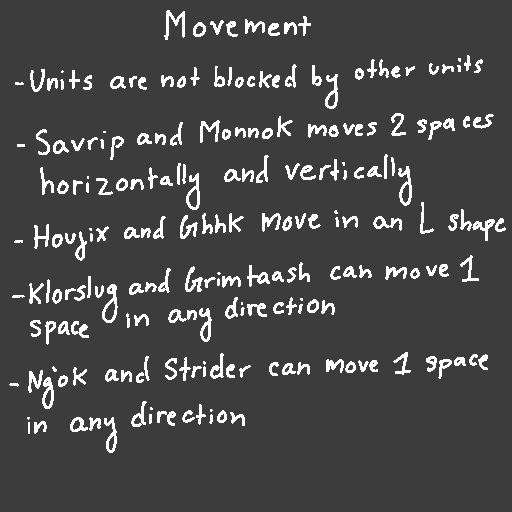 Movement
-Units are not blocked by other units
- Savrip and Monnok moves 2 spaces
horizontally and vertically
- Houjix and Ghhhk move in an L shape
-Klorslug and Grimtaash can move 1
space in any direction
- Ng'ok and Strider can move 1 space
in any direction